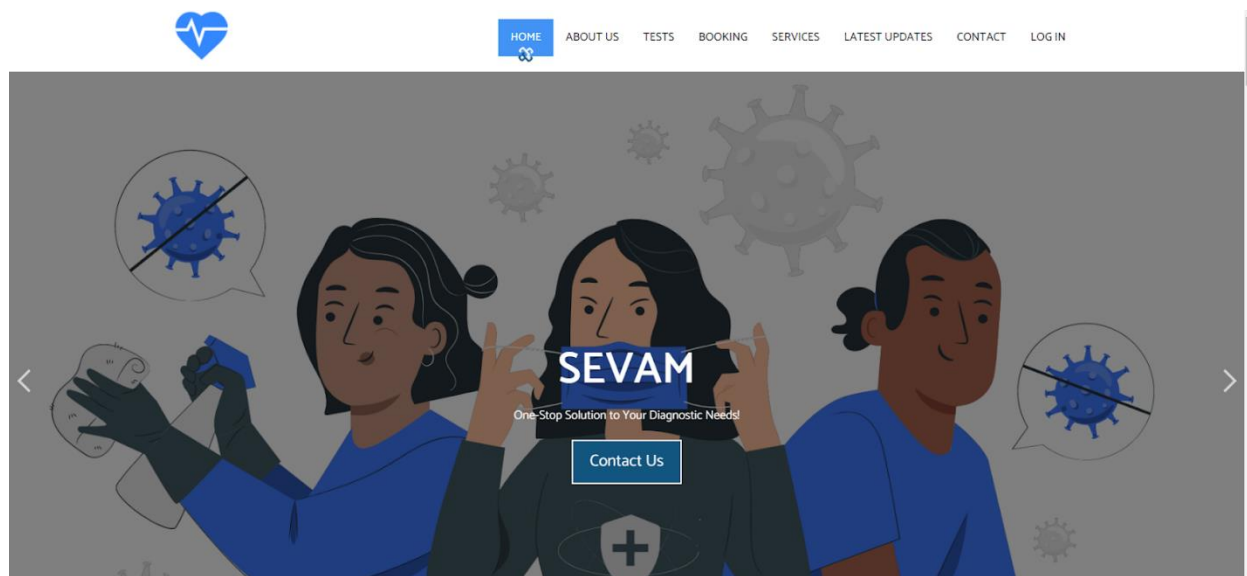 HOME ABOUT US TESTS BOOKING SERVICES LATEST UPDATES CONTACT LOG IN
SEVAM
One-Stop Solution to Your Diagnostic Needs!
Contact Us